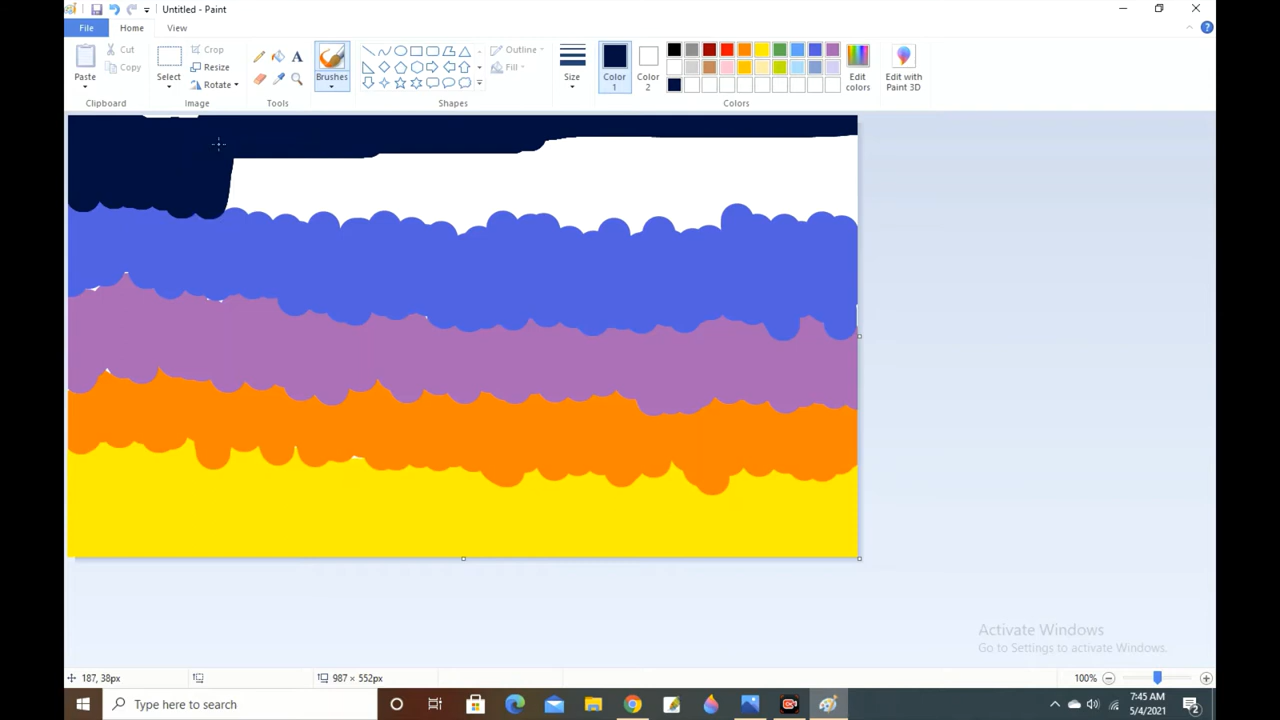 Untitled - Paint
File Home View
Paste
Cut
Copy
Clipboard
Select
Crop
Resize
Rotate
Image
A
Tools
Brushes
Outline
Fill
Shapes
Size
Color 1
Color 2
Edit colors
Colors
Edit with Paint 3D
Activate Windows
Go to Settings to activate Windows.
187, 38px
987 × 552px
100%
Type here to search
7:45 AM
5/4/2021
2